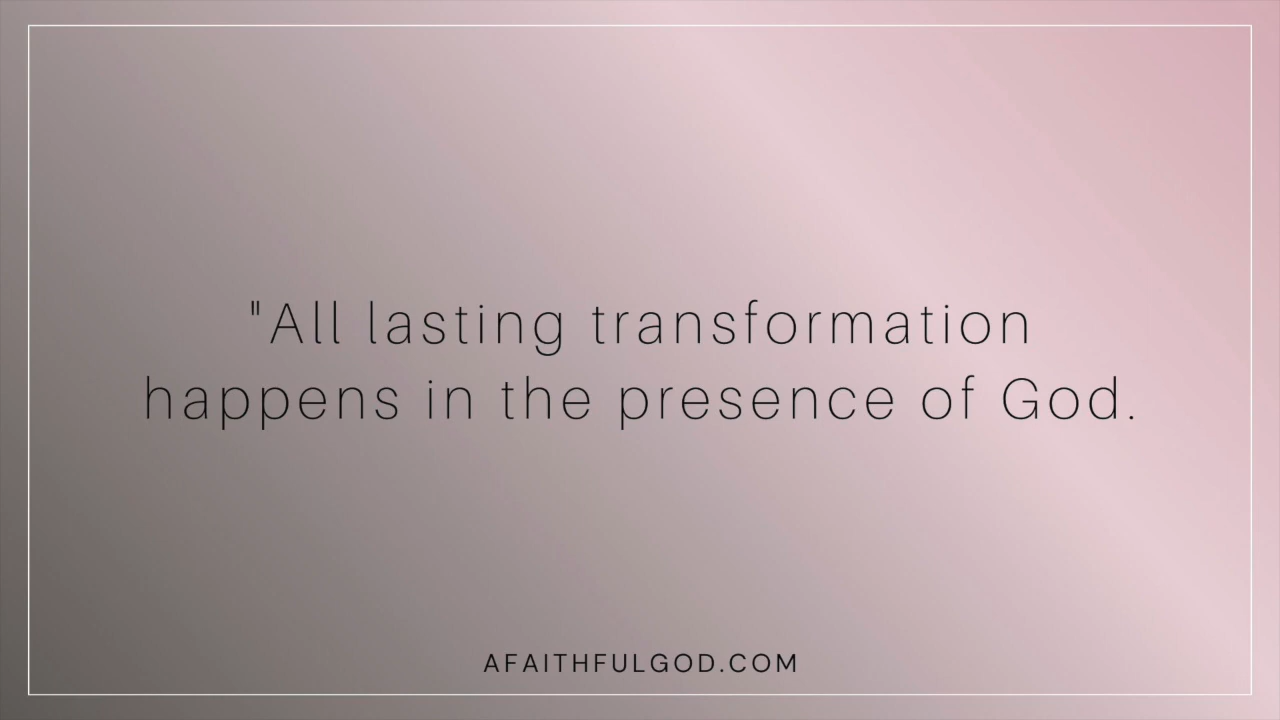 "All lasting transformation
happens in the presence of God.
AFAITHFULGOD.COM